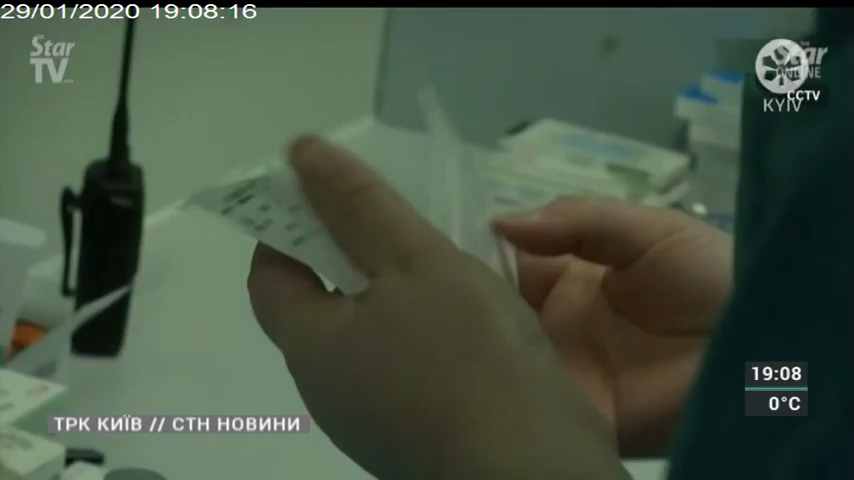 29/01/2020 19:08:16
Star
TV
Star
ONLINE
CCTV
KYIV
19:08
0°C
ТРК КИЇВ // СТН НОВИНИ